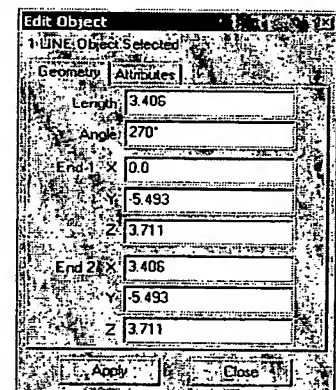 Edit Object
1 LINE Object Selected
Geometry Attributes
Length 3.406
Angle 270°
End 1 X 0.0
Y -5.493
Z 3.711
End 2 X 3.406
Y -5.493
Z 3.711
Apply Close